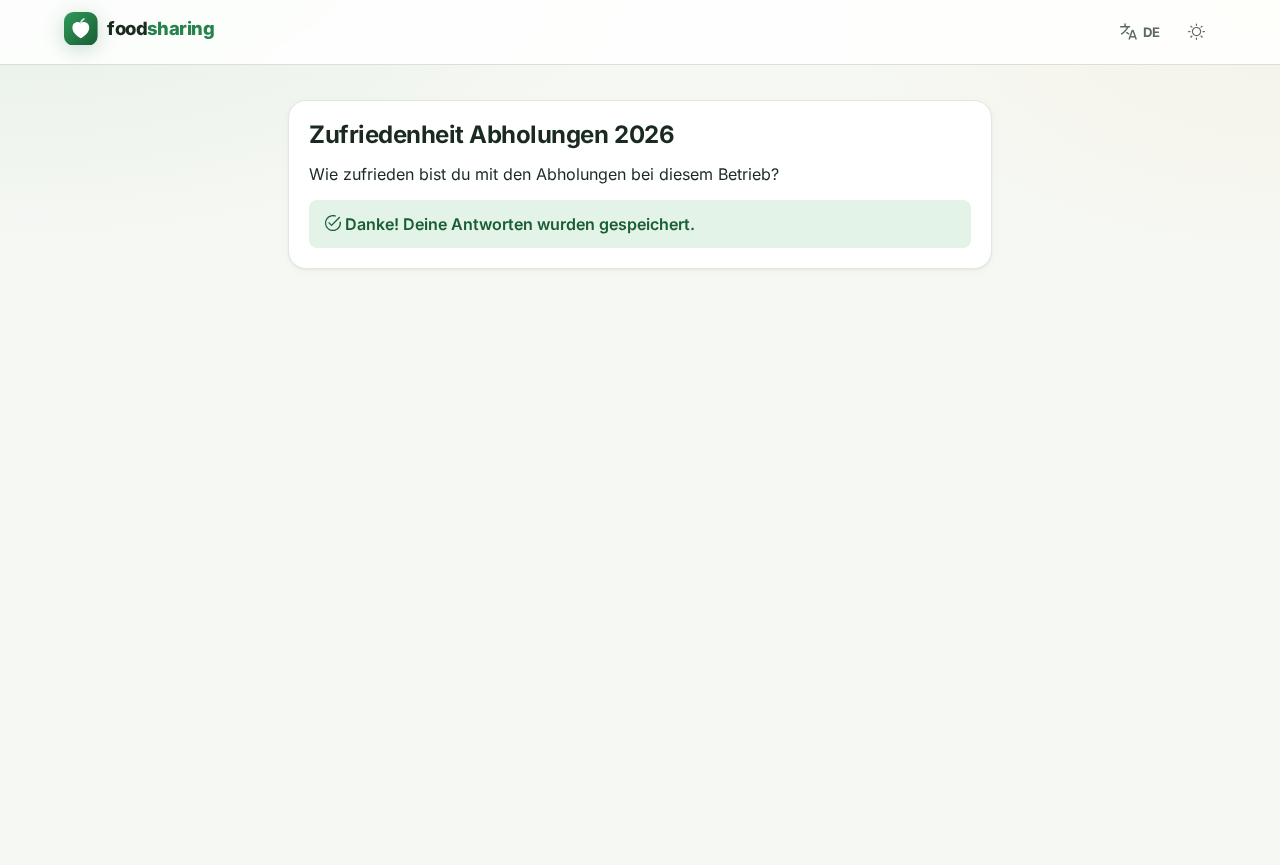 foodsharing
DE
Zufriedenheit Abholungen 2026
Wie zufrieden bist du mit den Abholungen bei diesem Betrieb?
Danke! Deine Antworten wurden gespeichert.